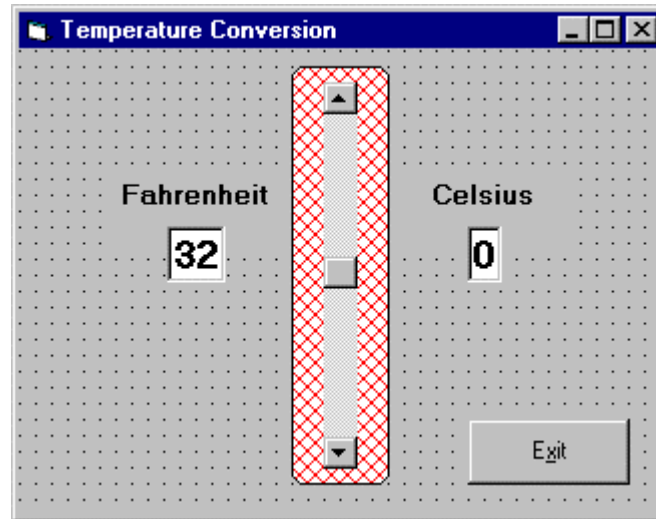 Temperature Conversion
Fahrenheit
Celsius
32
0
Exit